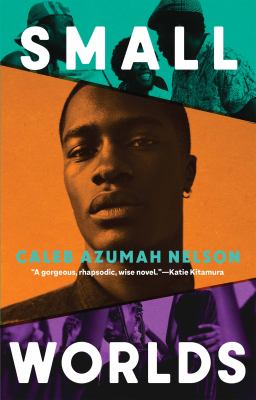 SMALL
CALEB AZUMAH NELSON
"A gorgeous, rhapsodic, wise novel."—Katie Kitamura
WORLDS